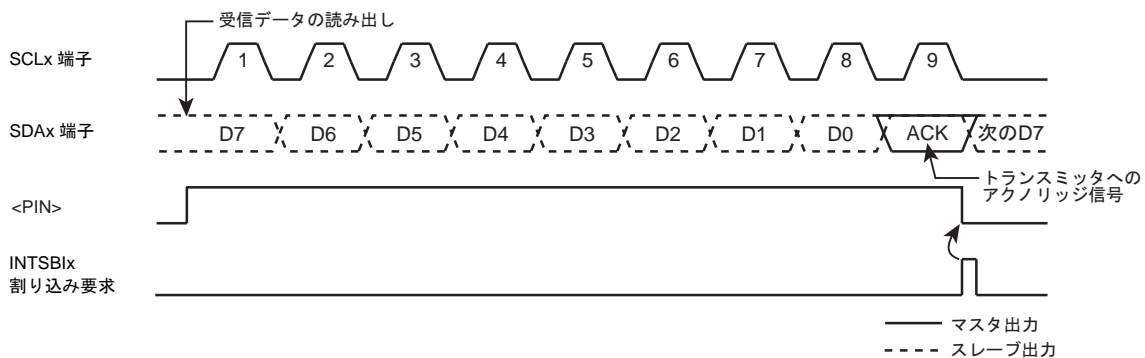 受信データの読み出し
SCLx 端子
1 2 3 4 5 6 7 8 9
SDAx 端子
D7 D6 D5 D4 D3 D2 D1 D0 ACK 次のD7
トランスミッタへの
アクノリッジ信号
<PIN>
INTSBIx
割り込み要求
マスタ出力
スレーブ出力